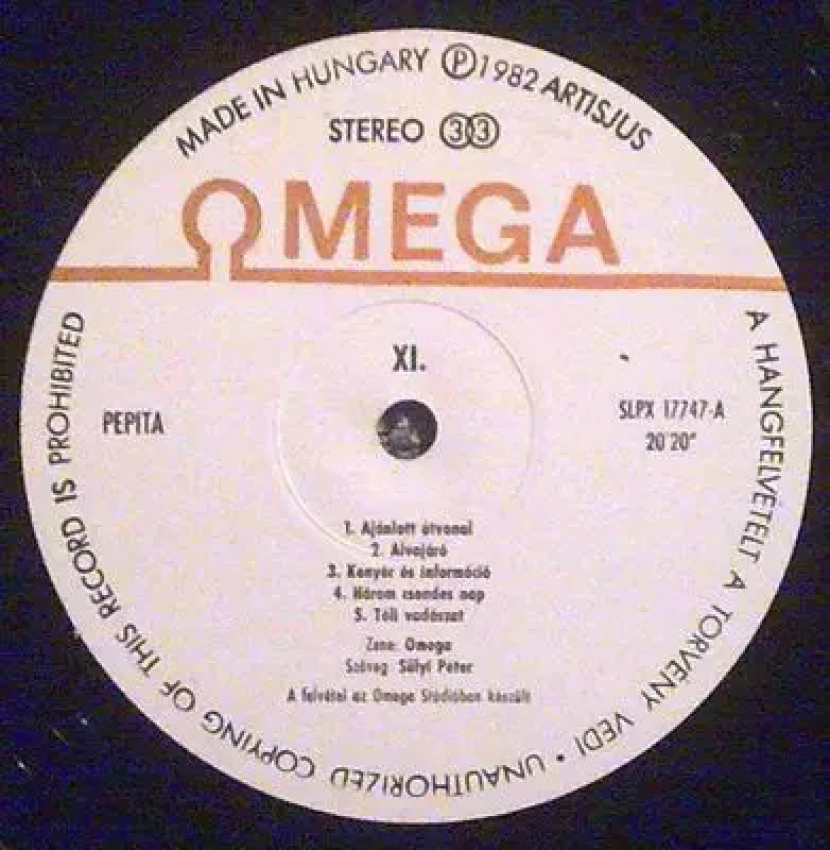 MADE IN HUNGARY Ⓟ 1982 ARTISJUS
STEREO 33
ΩMEGA
XI.
PEPITA
SLPX 17747-A
20'20"
1. Ajánlott útvonal
2. Alvajáró
3. Kenyér és információ
4. Három csendes nap
5. Téli vadászat
Zene: Omega
Szöveg: Sülyi Péter
A felvétel az Omega Stúdióban készült
A HANGFELVÉTELT A TÖRVÉNY VÉDI • UNAUTHORIZED COPYING OF THIS RECORD IS PROHIBITED